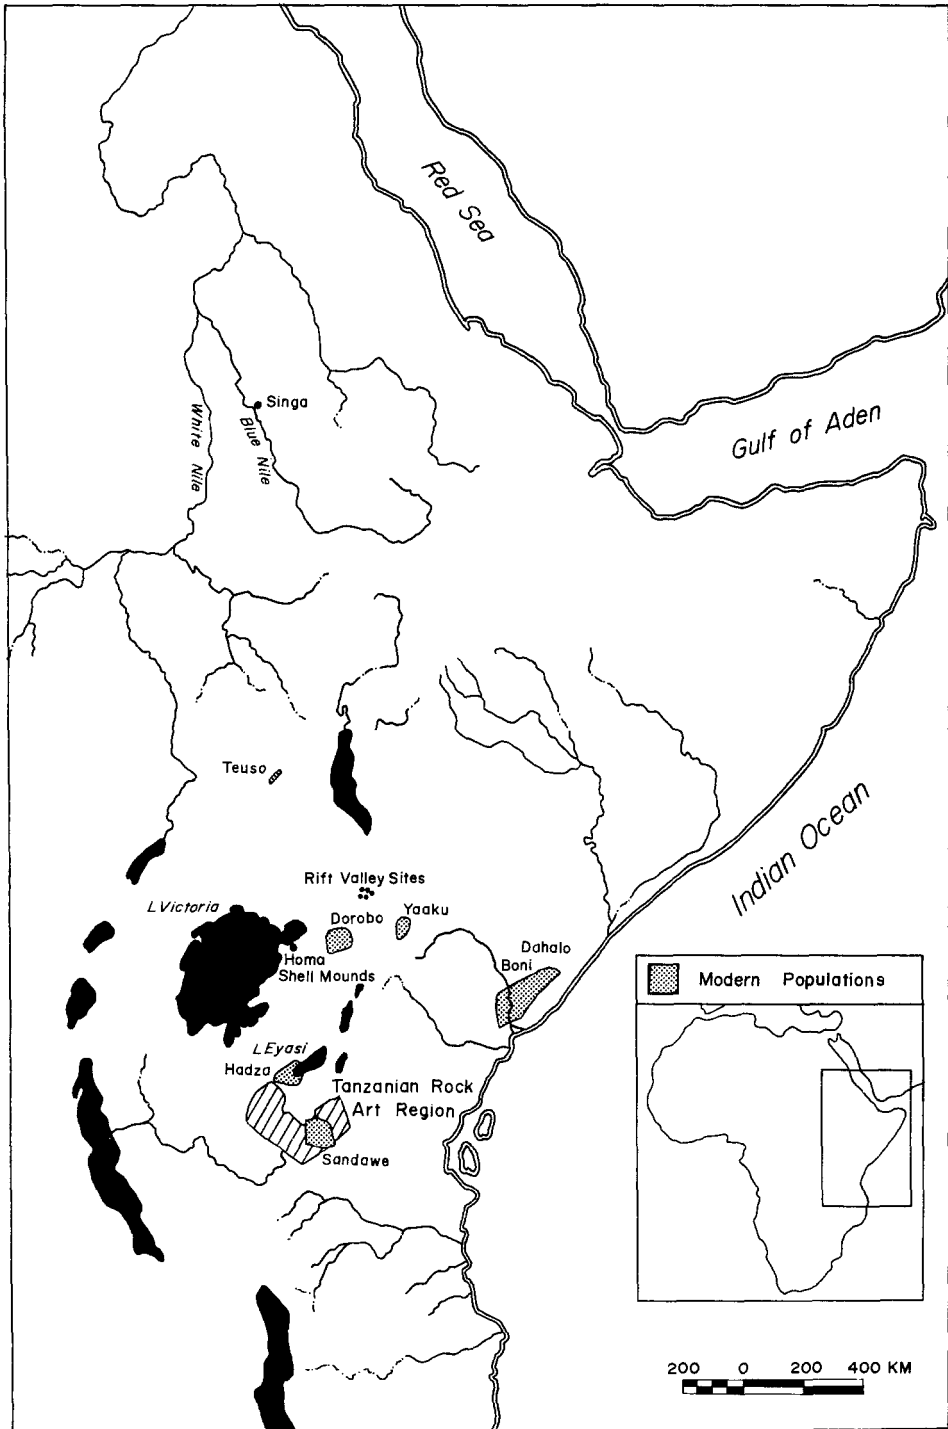 Red Sea
Gulf of Aden
Singa
White Nile
Blue Nile
Teuso
Indian Ocean
Rift Valley Sites
L Victoria
Dorobo
Yaaku
Homa
Shell Mounds
Dahalo
Boni
L Eyasi
Hadza
Tanzanian Rock
Art Region
Sandawe
Modern Populations
200 0 200 400 KM